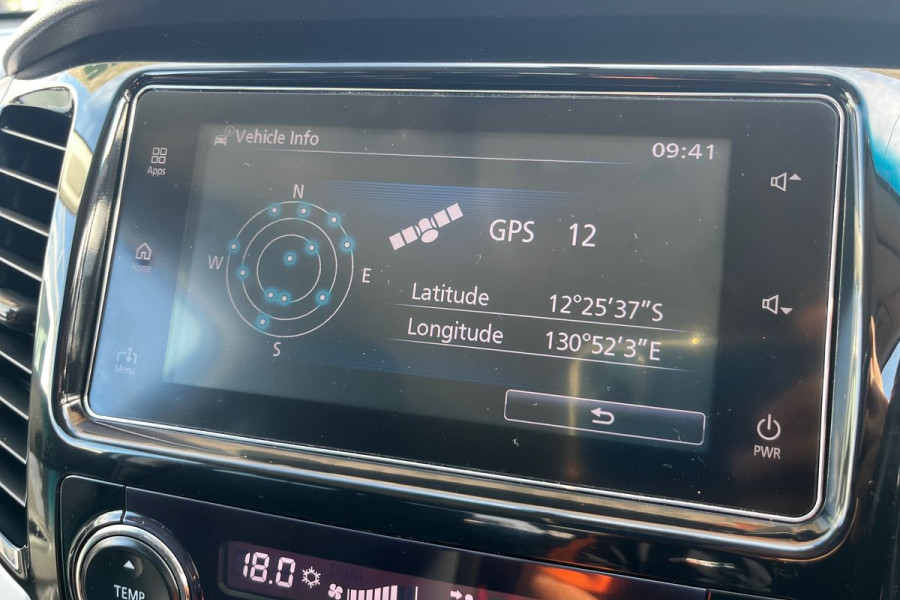 Vehicle Info
09:41
Apps
N
GPS 12
W
E
Home
Latitude 12°25'37"S
Longitude 130°52'3"E
S
Menu
PWR
18.0
DUAL
TEMP